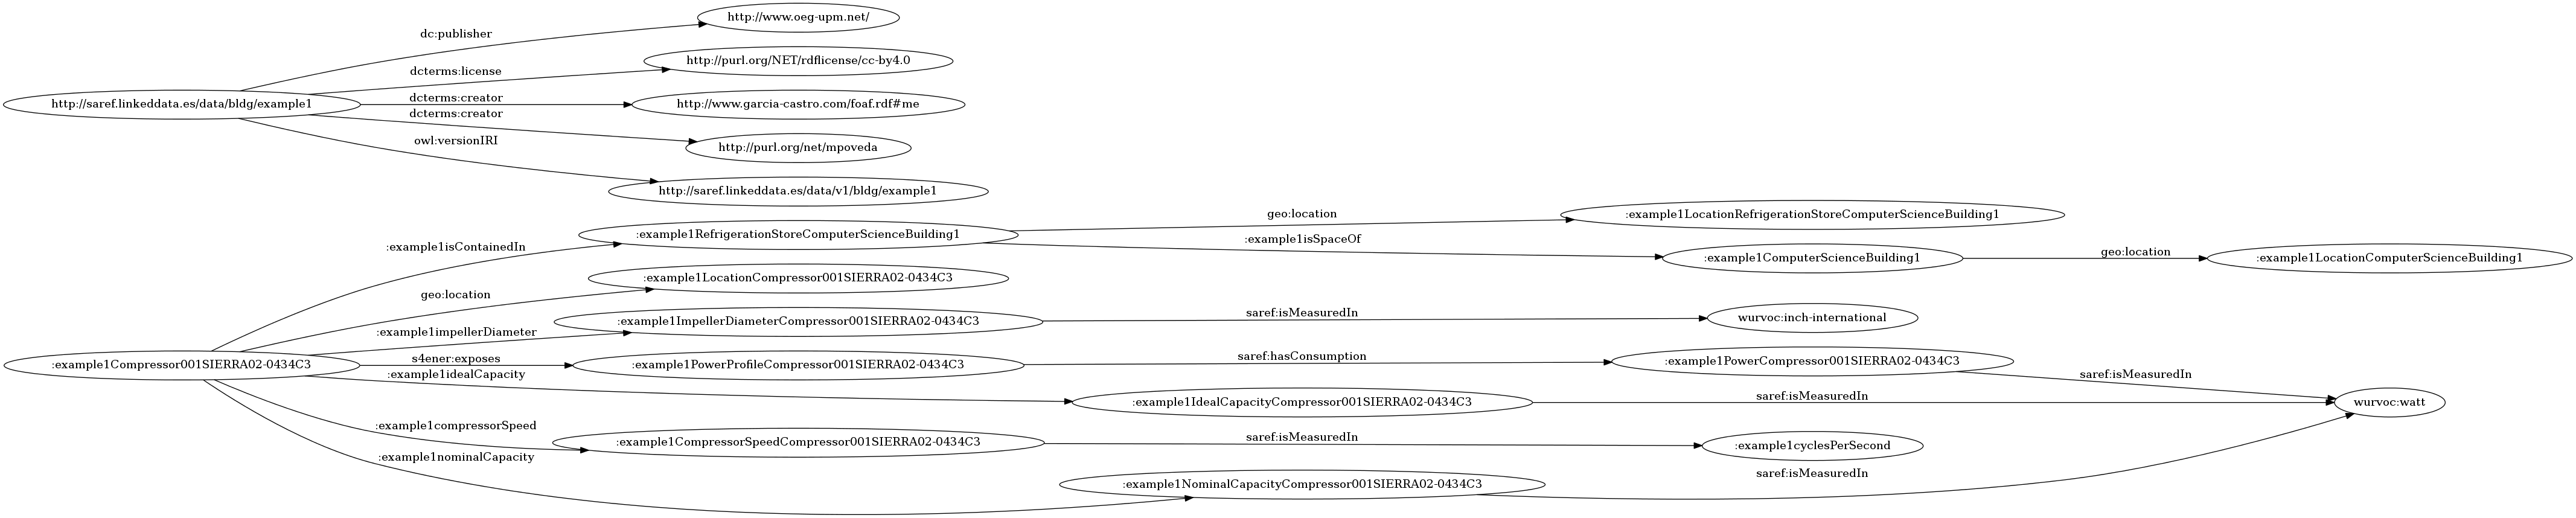 http://www.oeg-upm.net/
dc:publisher
http://purl.org/NET/rdflicense/cc-by4.0
dcterms:license
http://saref.linkeddata.es/data/bldg/example1
dcterms:creator
http://www.garcia-castro.com/foaf.rdf#me
dcterms:creator
http://purl.org/net/mpoveda
owl:versionIRI
http://saref.linkeddata.es/data/v1/bldg/example1
:example1isContainedIn
:example1RefrigerationStoreComputerScienceBuilding1
geo:location
:example1LocationRefrigerationStoreComputerScienceBuilding1
:example1isSpaceOf
:example1ComputerScienceBuilding1
geo:location
:example1LocationComputerScienceBuilding1
geo:location
:example1LocationCompressor001SIERRA02-0434C3
:example1impellerDiameter
:example1ImpellerDiameterCompressor001SIERRA02-0434C3
saref:isMeasuredIn
wurvoc:inch-international
:example1Compressor001SIERRA02-0434C3
s4ener:exposes
:example1PowerProfileCompressor001SIERRA02-0434C3
saref:hasConsumption
:example1PowerCompressor001SIERRA02-0434C3
saref:isMeasuredIn
:example1idealCapacity
:example1IdealCapacityCompressor001SIERRA02-0434C3
saref:isMeasuredIn
wurvoc:watt
:example1compressorSpeed
:example1CompressorSpeedCompressor001SIERRA02-0434C3
saref:isMeasuredIn
:example1cyclesPerSecond
:example1nominalCapacity
:example1NominalCapacityCompressor001SIERRA02-0434C3
saref:isMeasuredIn